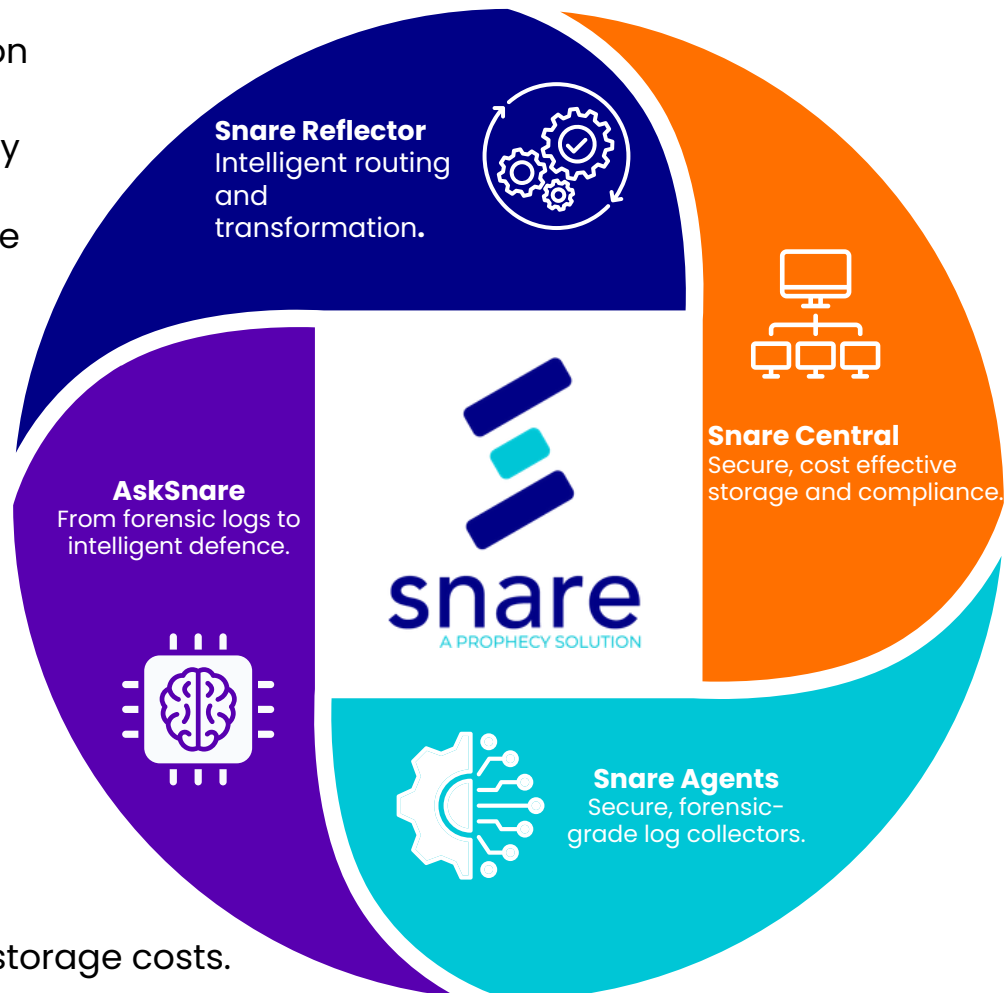 on
y
e
Snare Reflector
Intelligent routing
and
transformation.
Snare Central
Secure, cost effective
storage and compliance.
AskSnare
From forensic logs to
intelligent defence.
snare
A PROPHECY SOLUTION
Snare Agents
Secure, forensic-
grade log collectors.
storage costs.